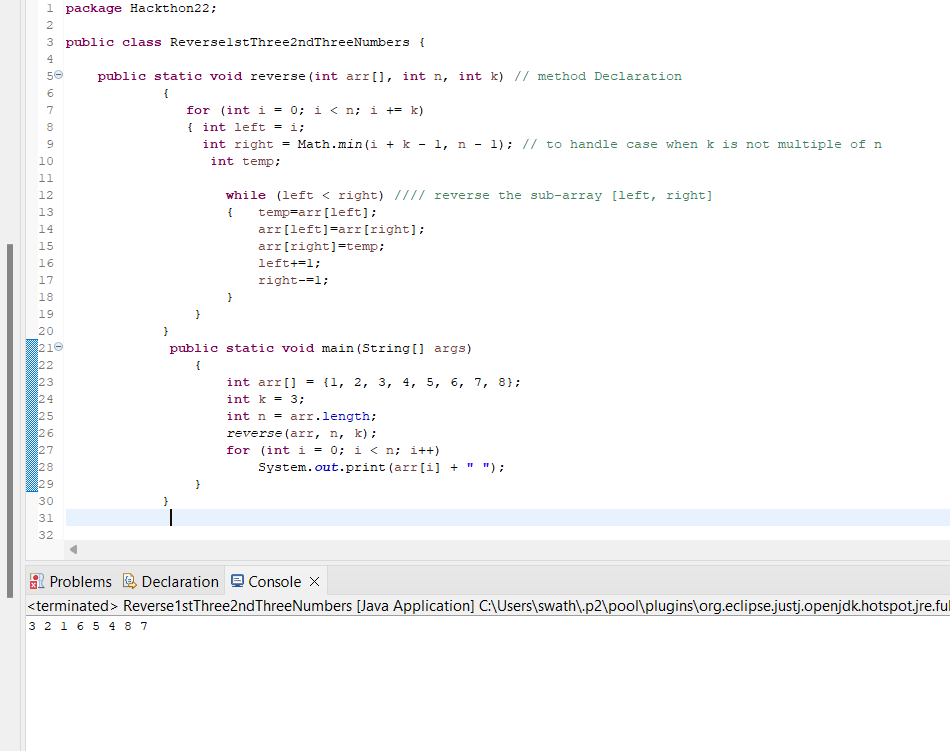 1 package Hackthon22;
2
3 public class Reverse1stThree2ndThreeNumbers {
4
5 public static void reverse(int arr[], int n, int k) // method Declaration
6 {
7 for (int i = 0; i < n; i += k)
8 { int left = i;
9 int right = Math.min(i + k - 1, n - 1); // to handle case when k is not multiple of n
10 int temp;
11
12 while (left < right) //// reverse the sub-array [left, right]
13 { temp=arr[left];
14 arr[left]=arr[right];
15 arr[right]=temp;
16 left+=1;
17 right-=1;
18 }
19 }
20 }
21 public static void main(String[] args)
22 {
23 int arr[] = {1, 2, 3, 4, 5, 6, 7, 8};
24 int k = 3;
25 int n = arr.length;
26 reverse(arr, n, k);
27 for (int i = 0; i < n; i++)
28 System.out.print(arr[i] + " ");
29 }
30 }
31
32
Problems Declaration Console
<terminated> Reverse1stThree2ndThreeNumbers [Java Application] C:\Users\swath\.p2\pool\plugins\org.eclipse.justj.openjdk.hotspot.jre.ful
3 2 1 6 5 4 8 7